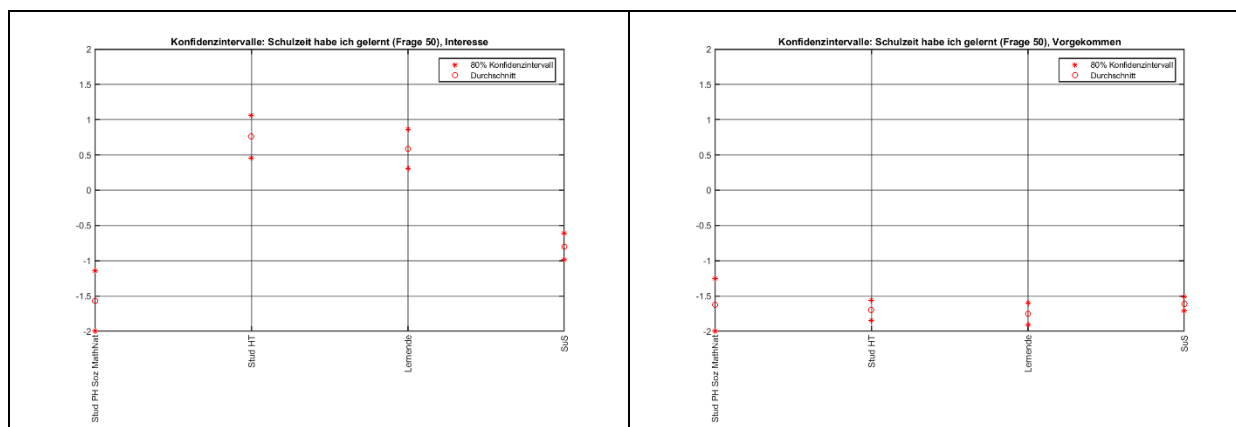 Konfidenzintervalle: Schulzeit habe ich gelernt (Frage 50), Interesse
80% Konfidenzintervall
Durchschnitt
2
1.5
1
0.5
0
-0.5
-1
-1.5
-2
Stud PH Soz MathNat
Stud HT
Lernende
SuS
Konfidenzintervalle: Schulzeit habe ich gelernt (Frage 50), Vorgekommen
80% Konfidenzintervall
Durchschnitt
2
1.5
1
0.5
0
-0.5
-1
-1.5
-2
Stud PH Soz MathNat
Stud HT
Lernende
SuS